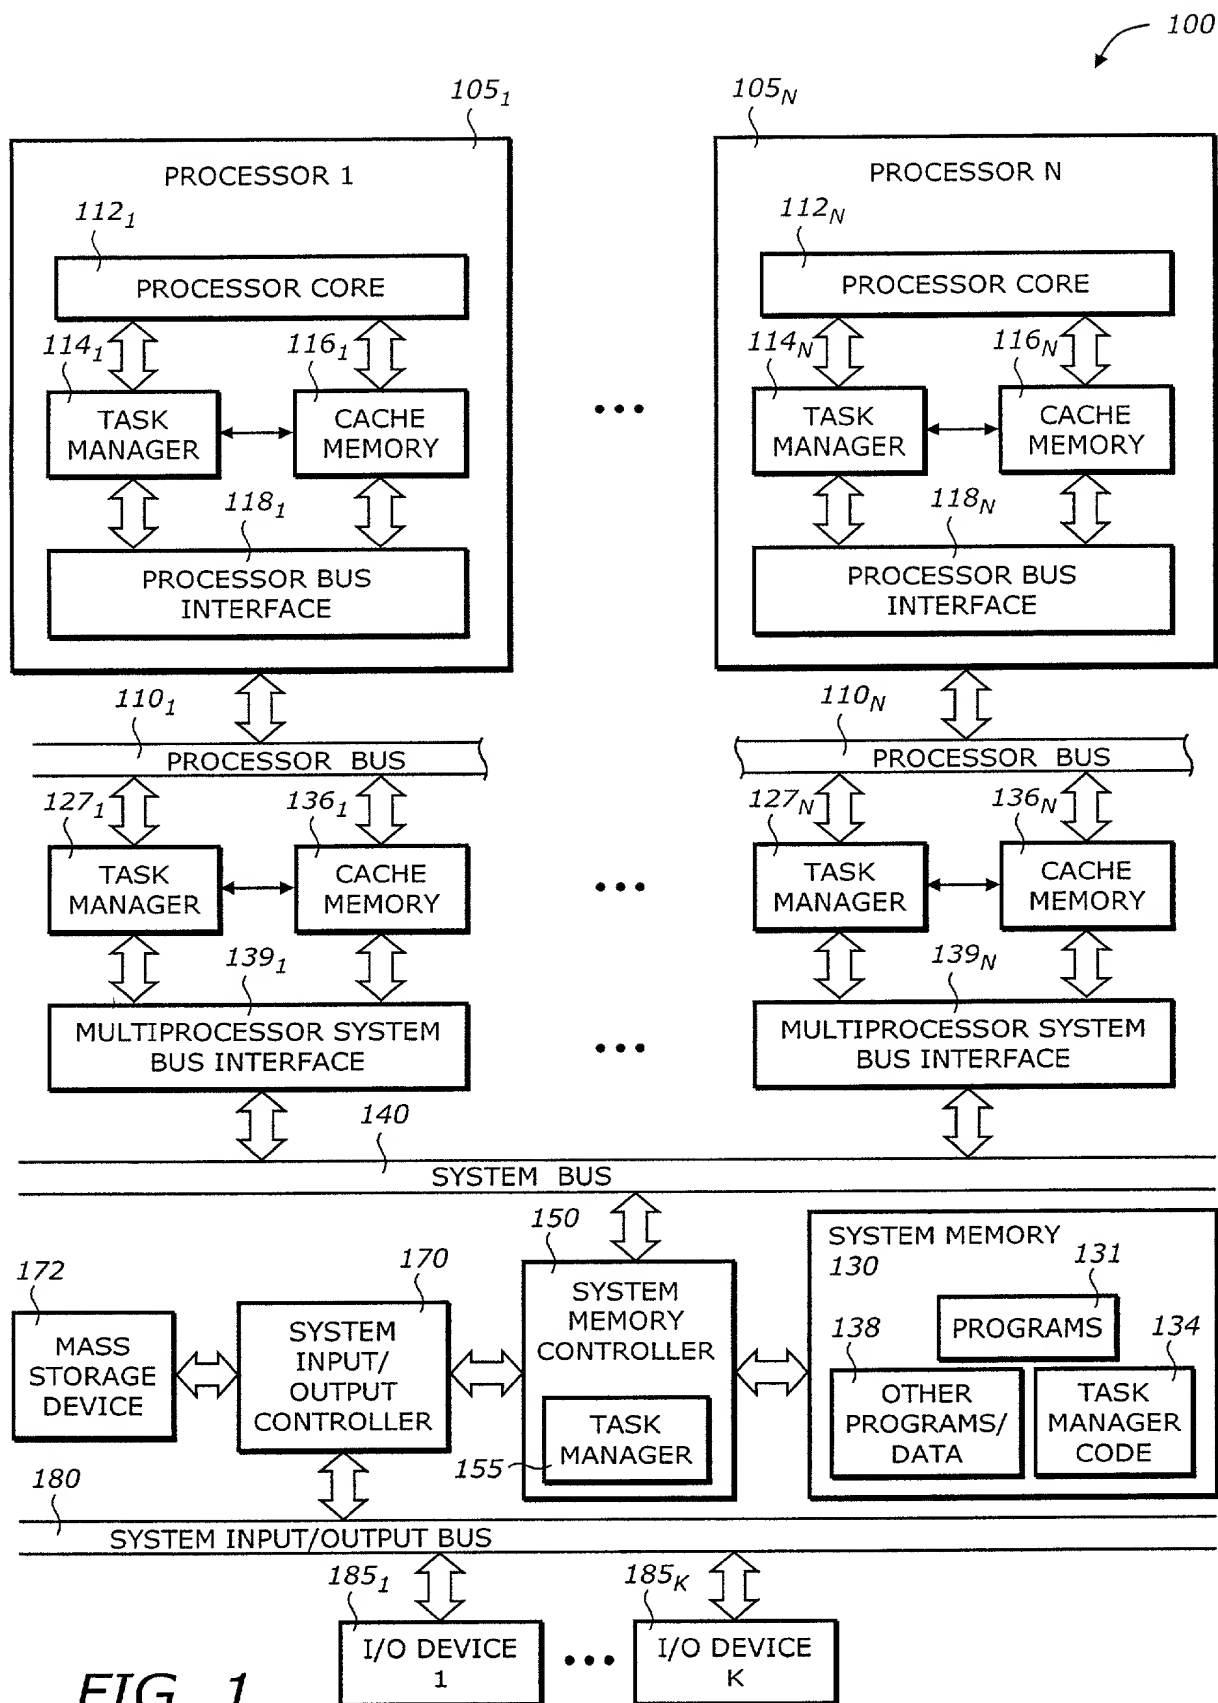 100
105₁
105N
PROCESSOR 1
PROCESSOR N
112₁
112N
PROCESSOR CORE
PROCESSOR CORE
114₁
116₁
114N
116N
TASK
MANAGER
CACHE
MEMORY
•••
TASK
MANAGER
CACHE
MEMORY
118₁
118N
PROCESSOR BUS
INTERFACE
PROCESSOR BUS
INTERFACE
110₁
110N
PROCESSOR BUS
PROCESSOR BUS
127₁
136₁
127N
136N
TASK
MANAGER
CACHE
MEMORY
•••
TASK
MANAGER
CACHE
MEMORY
139₁
139N
MULTIPROCESSOR SYSTEM
BUS INTERFACE
•••
MULTIPROCESSOR SYSTEM
BUS INTERFACE
140
SYSTEM BUS
172
MASS
STORAGE
DEVICE
170
SYSTEM
INPUT/
OUTPUT
CONTROLLER
150
SYSTEM
MEMORY
CONTROLLER
TASK
MANAGER
155
SYSTEM MEMORY
130
131
PROGRAMS
138
OTHER
PROGRAMS/
DATA
134
TASK
MANAGER
CODE
180
SYSTEM INPUT/OUTPUT BUS
185₁
185K
I/O DEVICE
1
•••
I/O DEVICE
K
FIG. 1